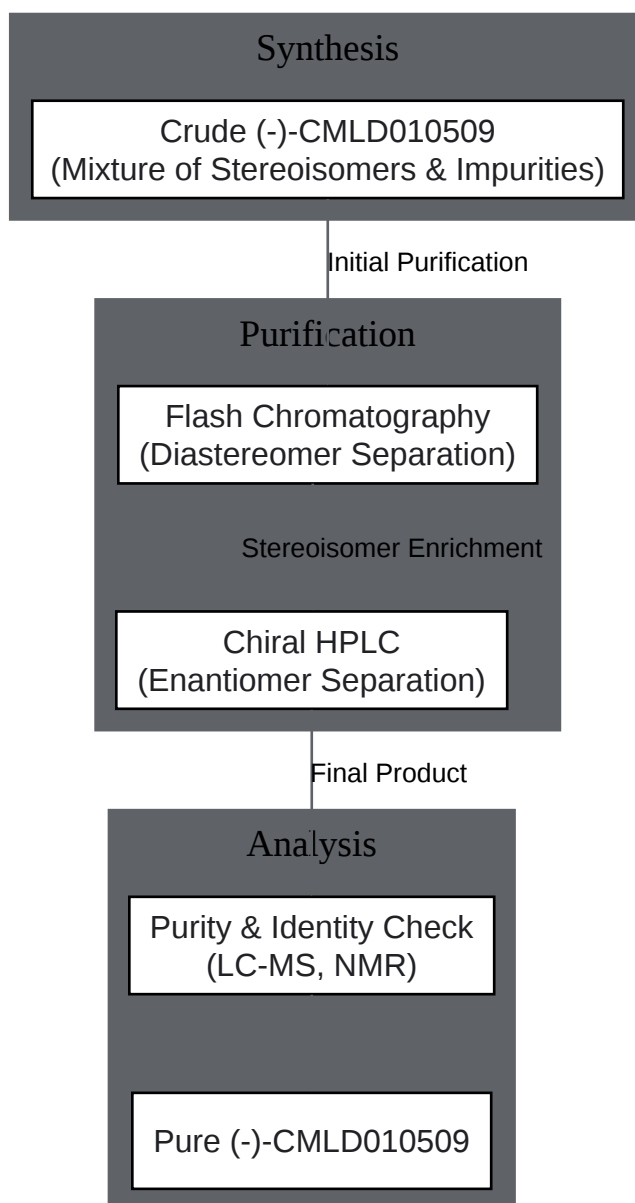 Synthesis
Crude (-)-CMLD010509
(Mixture of Stereoisomers & Impurities)
Initial Purification
Purification
Flash Chromatography
(Diastereomer Separation)
Stereoisomer Enrichment
Chiral HPLC
(Enantiomer Separation)
Final Product
Analysis
Purity & Identity Check
(LC-MS, NMR)
Pure (-)-CMLD010509